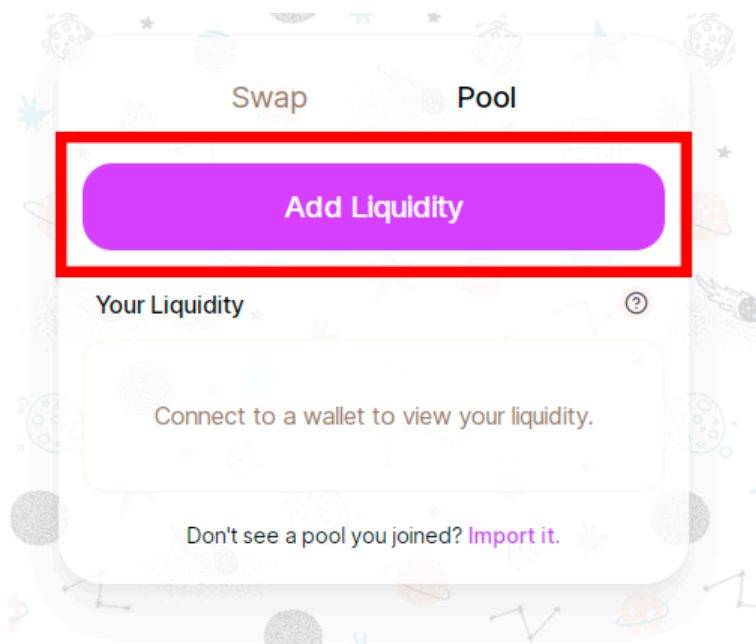 Swap Pool
Add Liquidity
Your Liquidity
Connect to a wallet to view your liquidity.
Don't see a pool you joined? Import it.